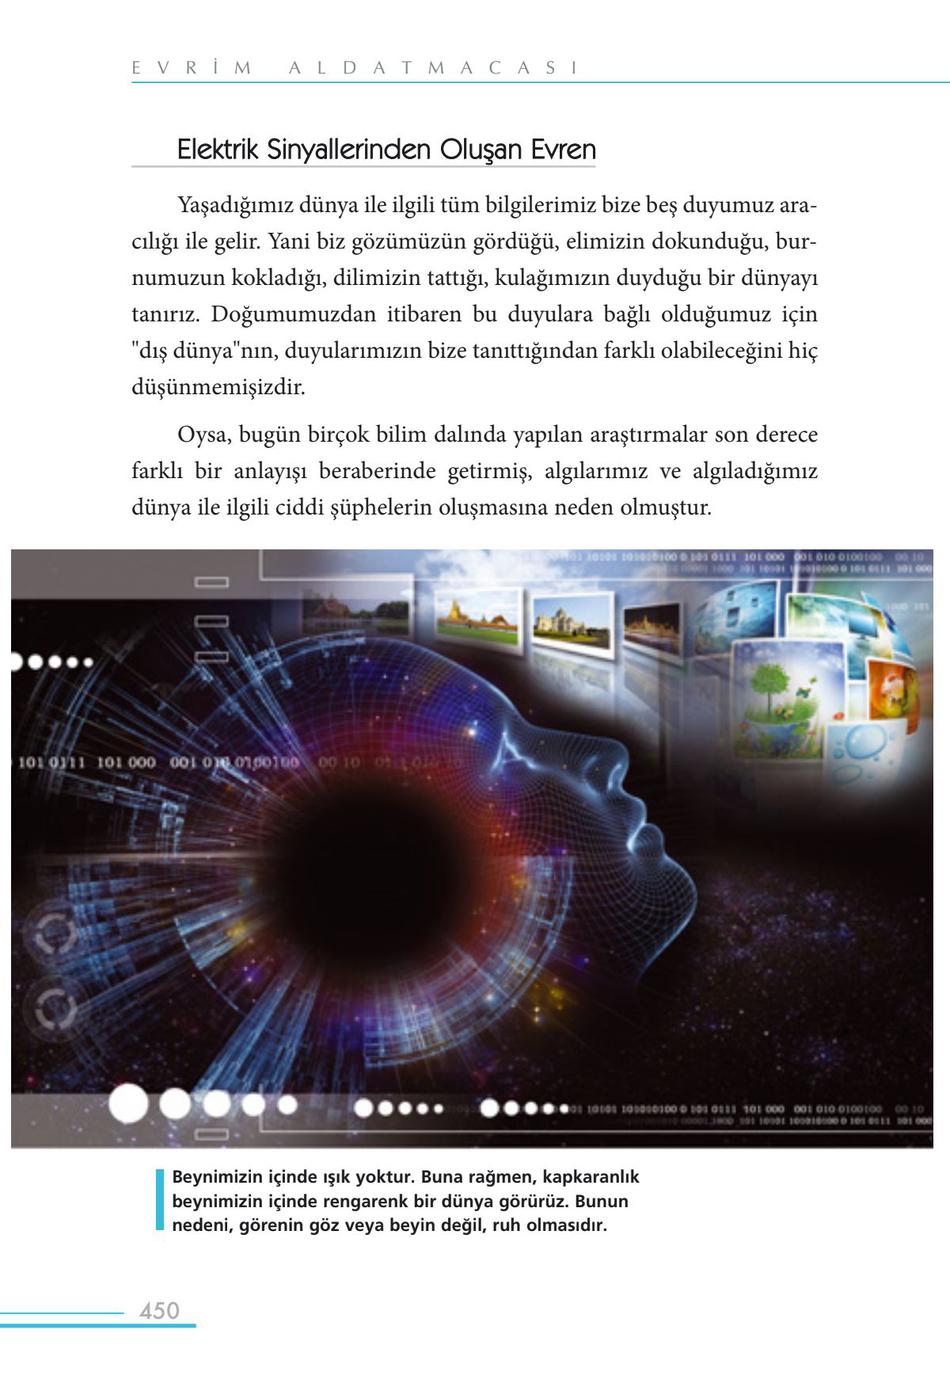 EVRİM ALDATMACASI
Elektrik Sinyallerinden Oluşan Evren
Yaşadığımız dünya ile ilgili tüm bilgilerimiz bize beş duyumuz ara-
cılığı ile gelir. Yani biz gözümüzün gördüğü, elimizin dokunduğu, bur-
numuzun kokladığı, dilimizin tattığı, kulağımızın duyduğu bir dünyayı
tanırız. Doğumumuzdan itibaren bu duyulara bağlı olduğumuz için
"dış dünya"nın, duyularımızın bize tanıttığından farklı olabileceğini hiç
düşünmemişizdir.
Oysa, bugün birçok bilim dalında yapılan araştırmalar son derece
farklı bir anlayışı beraberinde getirmiş, algılarımız ve algıladığımız
dünya ile ilgili ciddi şüphelerin oluşmasına neden olmuştur.
101 0111 101 000 001 010 0100100 00 10
Beynimizin içinde ışık yoktur. Buna rağmen, kapkaranlık
beynimizin içinde rengarenk bir dünya görürüz. Bunun
nedeni, görenin göz veya beyin değil, ruh olmasıdır.
450